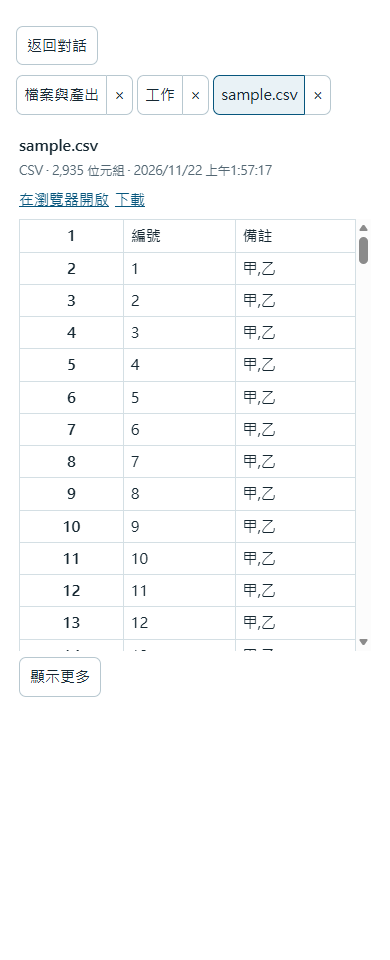 返回對話
檔案與產出 × 工作 × sample.csv ×
sample.csv
CSV · 2,935 位元組 · 2026/11/22 上午1:57:17
在瀏覽器開啟 下載
1 編號 備註
2 1 甲,乙
3 2 甲,乙
4 3 甲,乙
5 4 甲,乙
6 5 甲,乙
7 6 甲,乙
8 7 甲,乙
9 8 甲,乙
10 9 甲,乙
11 10 甲,乙
12 11 甲,乙
13 12 甲,乙
顯示更多